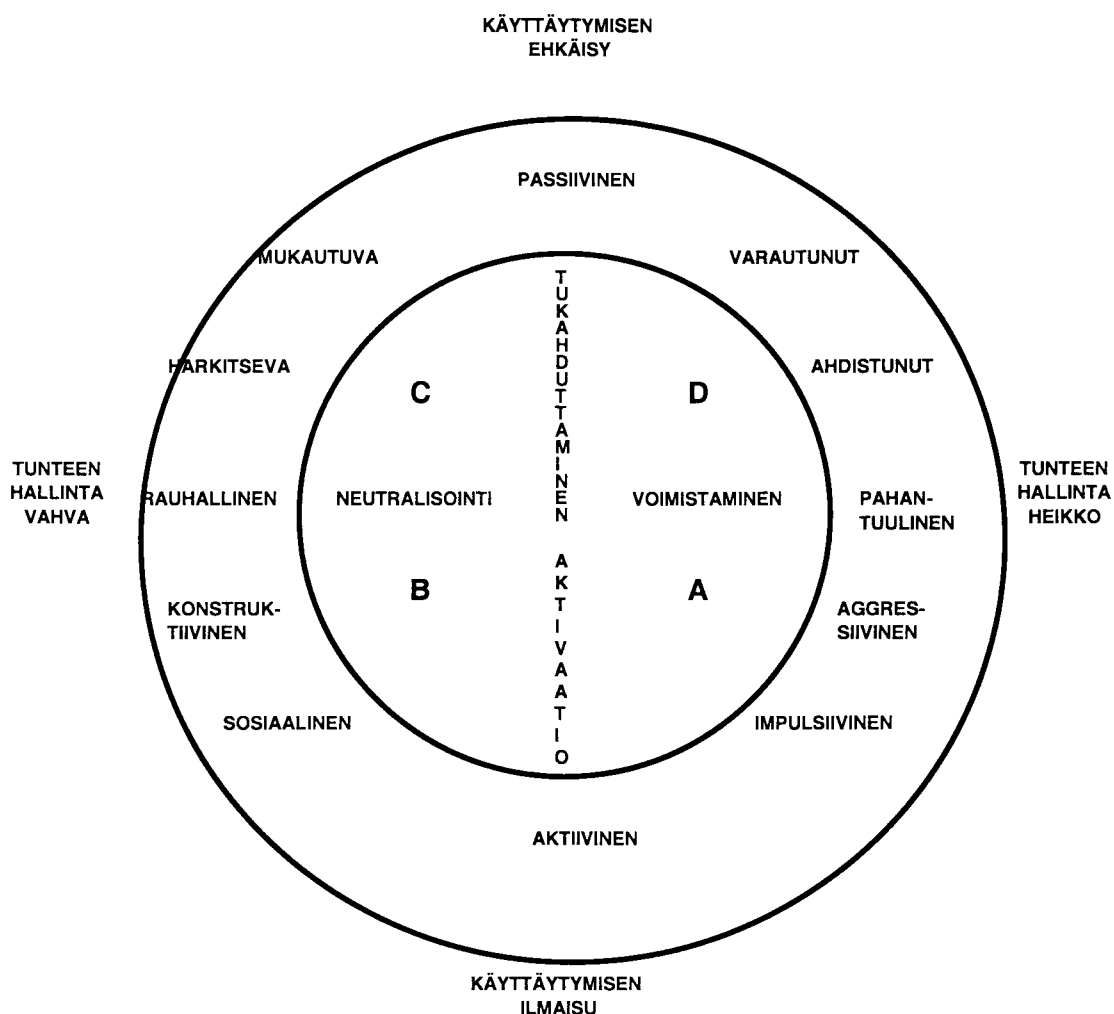 KÄYTTÄYTYMISEN
EHKÄISY
PASSIIVINEN
MUKAUTUVA
VARAUTUNUT
TUKAHDUTTAMINEN
HARKITSEVA
AHDISTUNUT
C
D
TUNTEEN
HALLINTA
VAHVA
RAUHALLINEN
NEUTRALISOINTI
VOIMISTAMINEN
PAHAN-
TUULINEN
TUNTEEN
HALLINTA
HEIKKO
AKTIVAATIO
B
A
KONSTRUK-
TIIVINEN
AGGRES-
SIIVINEN
SOSIAALINEN
IMPULSIIVINEN
AKTIIVINEN
KÄYTTÄYTYMISEN
ILMAISU